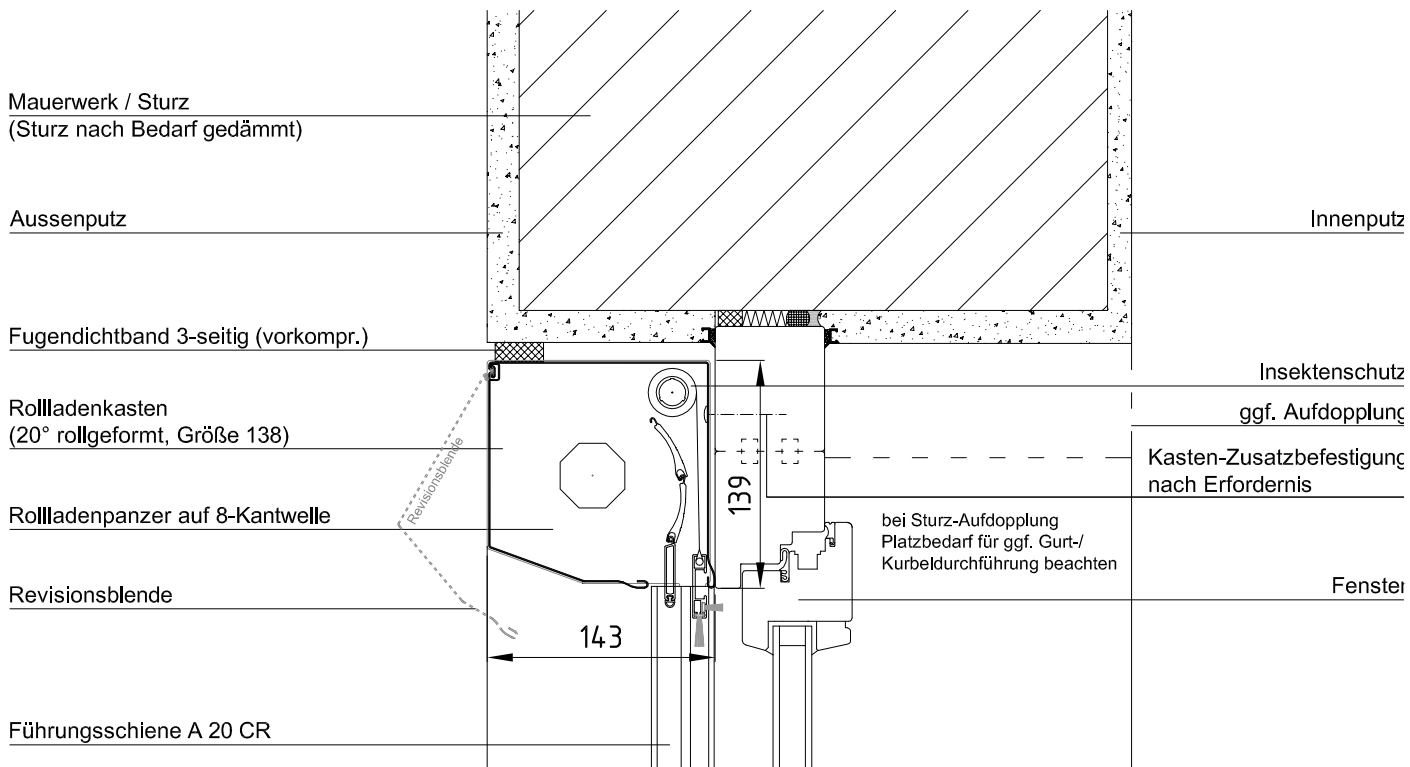 Mauerwerk / Sturz
(Sturz nach Bedarf gedämmt)
Aussenputz
Innenputz
Fugendichtband 3-seitig (vorkompr.)
Insektenschutz
Rollladenkasten
(20° rollgeformt, Größe 138)
ggf. Aufdopplung
Revisionsblende
Kasten-Zusatzbefestigung
nach Erfordernis
139
Rollladenpanzer auf 8-Kantwelle
bei Sturz-Aufdopplung
Platzbedarf für ggf. Gurt-/
Kurbeldurchführung beachten
Revisionsblende
Fenster
143
Führungsschiene A 20 CR